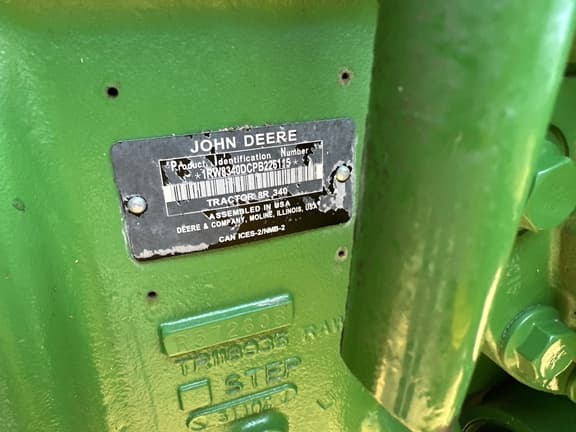 JOHN DEERE
"Product Identification Number"
*1RW8340DCPB226115*
TRACTOR 8R 340
ASSEMBLED IN USA
DEERE & COMPANY, MOLINE, ILLINOIS, USA
CAN ICES-2/NMB-2
STEP